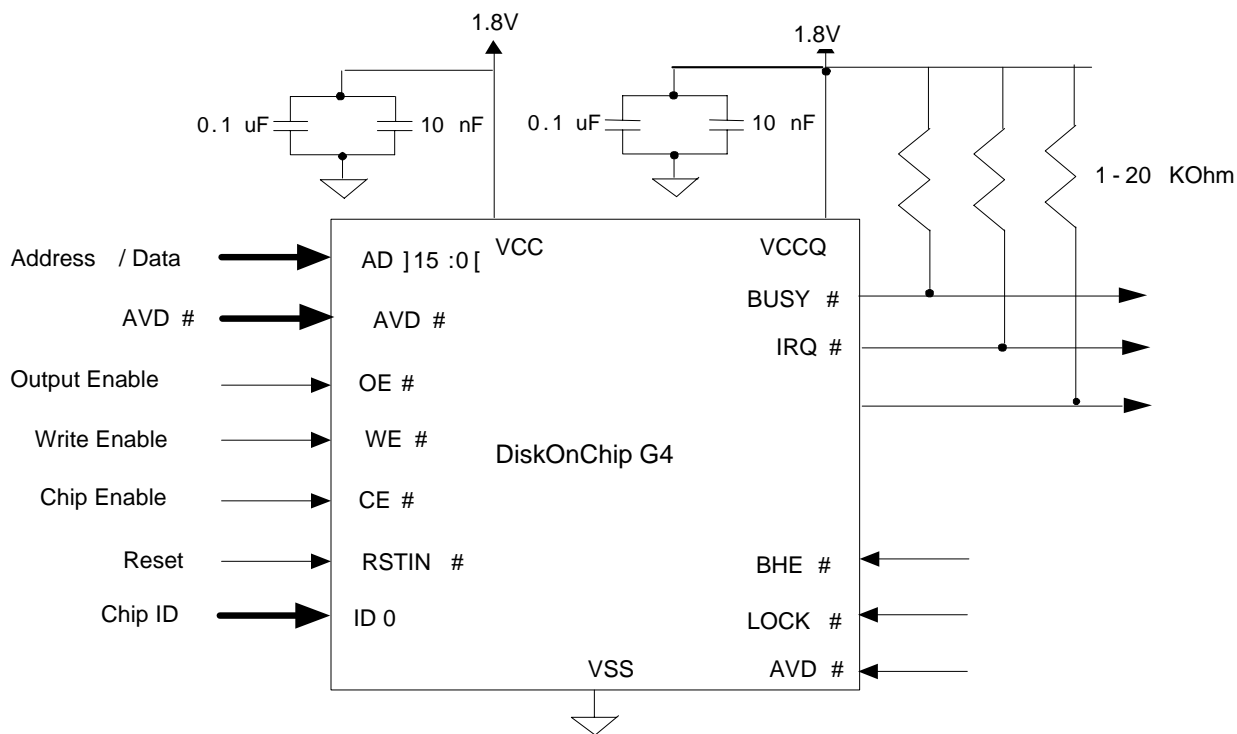 1.8V
1.8V
0.1 uF
10 nF
0.1 uF
10 nF
1-20 KOhm
Address / Data
AD ]15 :0 [
VCC
VCCQ
BUSY #
AVD #
AVD #
IRQ #
Output Enable
OE #
Write Enable
WE #
DiskOnChip G4
Chip Enable
CE #
Reset
RSTIN #
BHE #
Chip ID
ID 0
LOCK #
VSS
AVD #